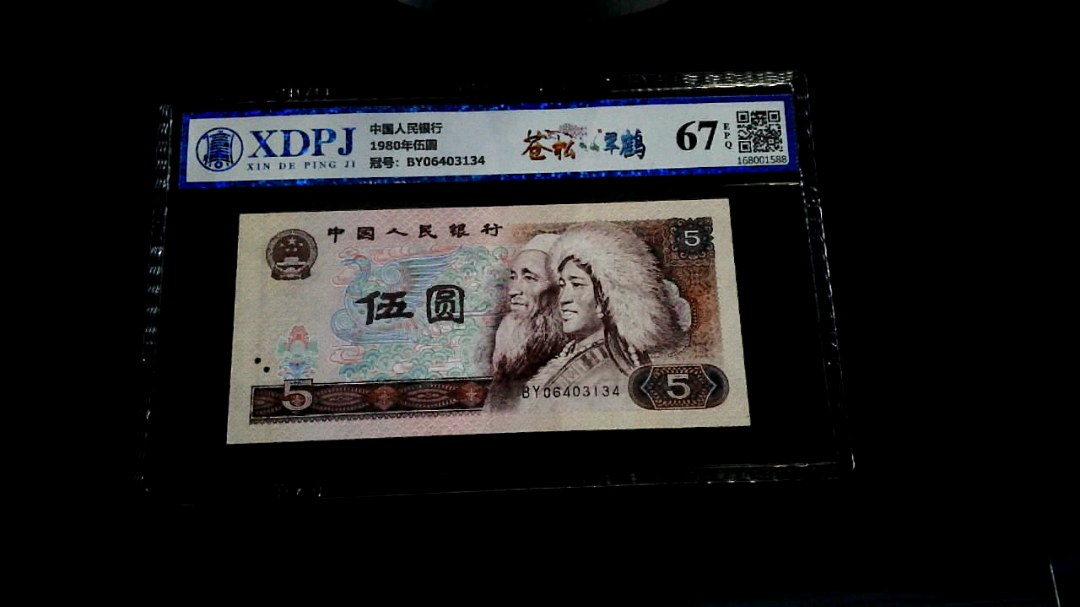 XDPJ
XIN DE PING JI
中国人民银行
1980年伍圆
冠号：BY06403134
苍松翠鹤
67
EPQ
168001588
中国人民银行
5
伍圆
5
BY06403134
5